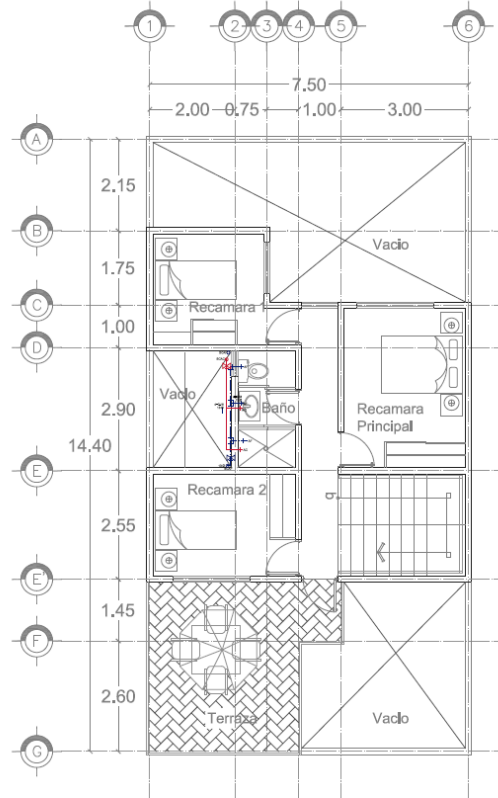 1 2 3 4 5 6
7.50
2.00 0.75 1.00 3.00
A
2.15
Vacio
B
1.75
C
Recamara 1
1.00
D
Vacio
2.90
Baño
Recamara
Principal
14.40
E
Recamara 2
2.55
b
E'
1.45
F
2.60
Terraza
Vacio
G